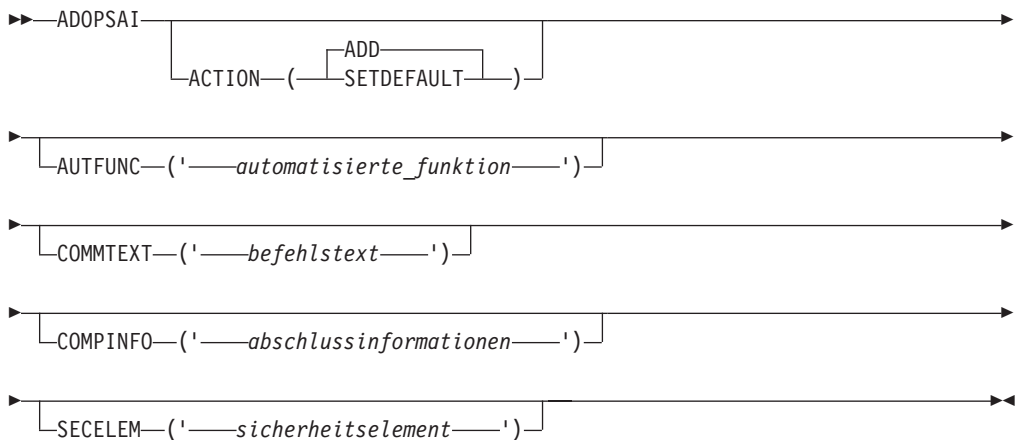 ADOPSAI
ADD
ACTION ( SETDEFAULT )
AUTFUNC (' automatisierte_funktion ')
COMMTEXT (' befehlstext ')
COMPINFO (' abschlussinformationen ')
SECELEM (' sicherheitselement ')